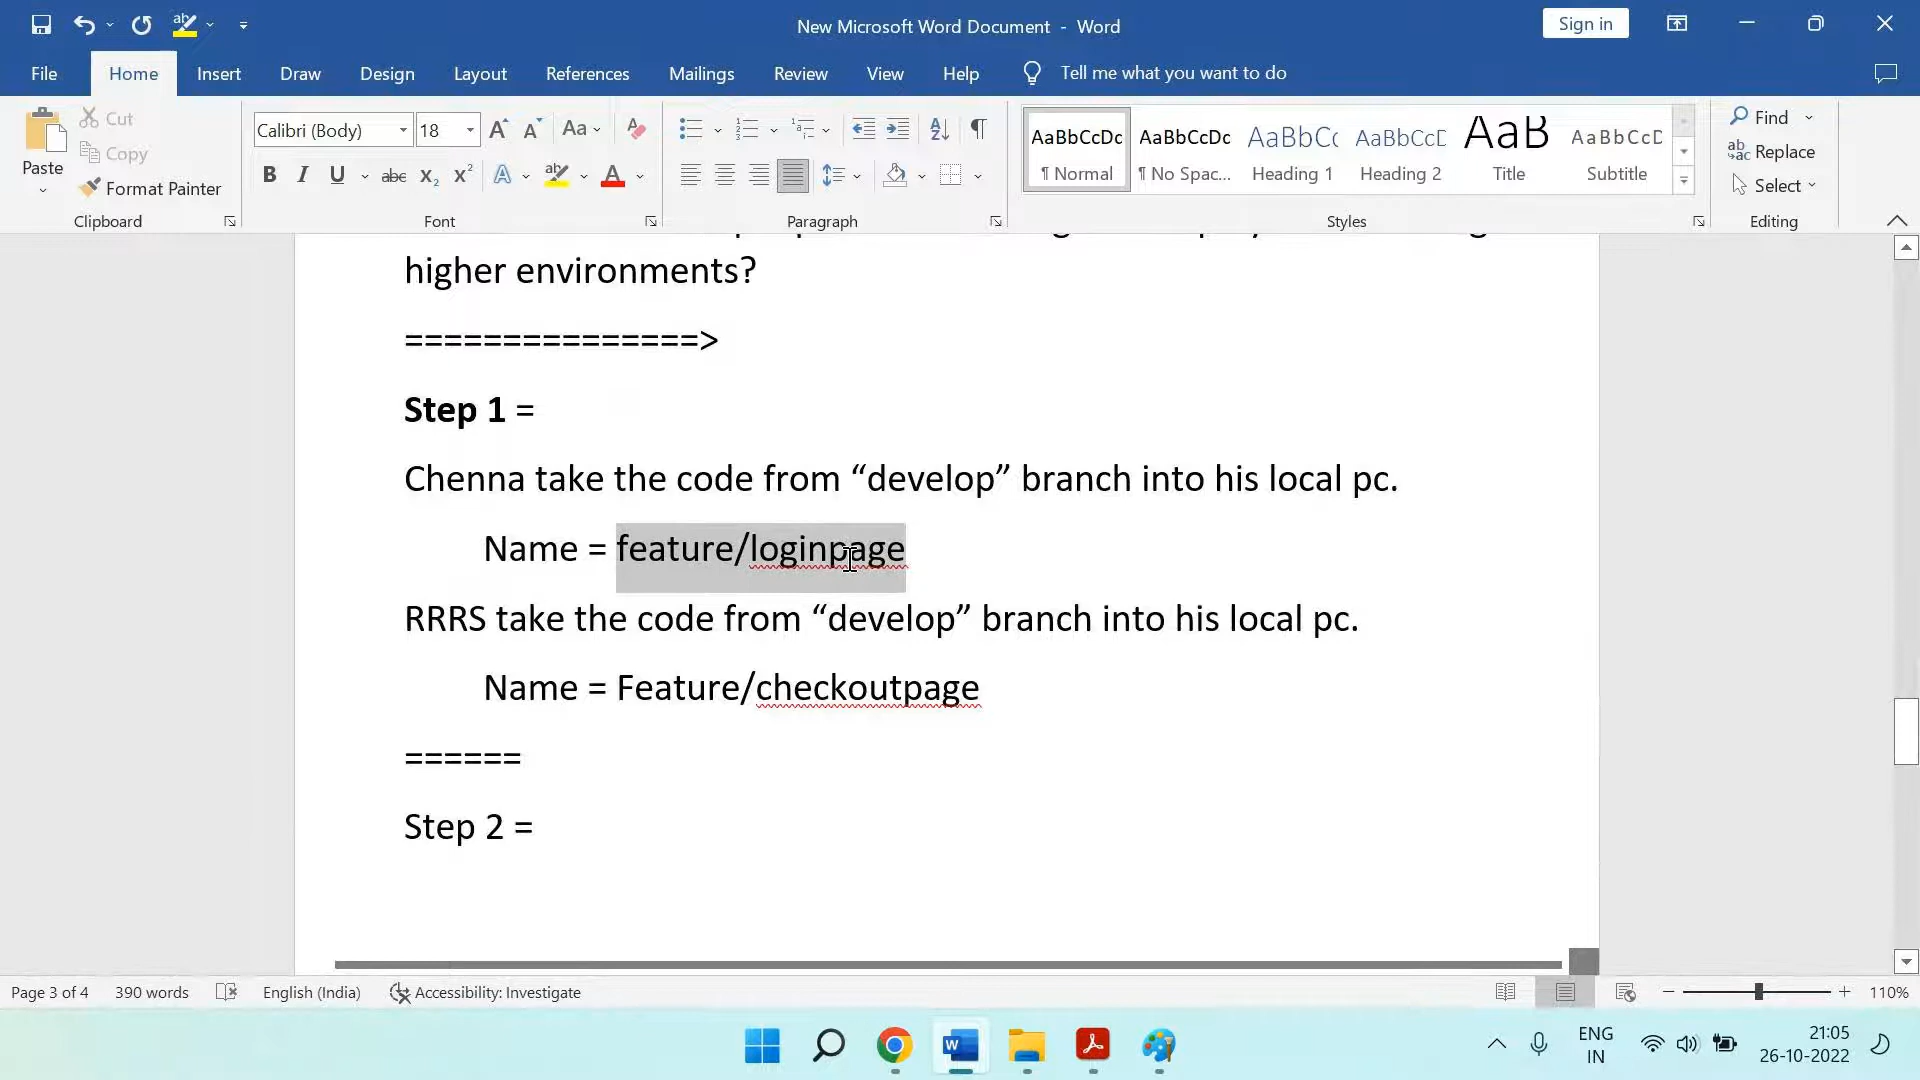 New Microsoft Word Document - Word
Sign in
File Home Insert Draw Design Layout References Mailings Review View Help Tell me what you want to do
Paste
Cut
Copy
Format Painter
Clipboard
Calibri (Body) 18
Font
Paragraph
AaBbCcDc
¶ Normal
AaBbCcDc
¶ No Spac...
AaBbCc
Heading 1
AaBbCcD
Heading 2
AaB
Title
AaBbCcD
Subtitle
Styles
Find
Replace
Select
Editing
higher environments?
===============>
Step 1 =
Chenna take the code from “develop” branch into his local pc.
Name = feature/loginpage
RRRS take the code from “develop” branch into his local pc.
Name = Feature/checkoutpage
======
Step 2 =
Page 3 of 4 390 words English (India) Accessibility: Investigate 110%
ENG
IN
21:05
26-10-2022